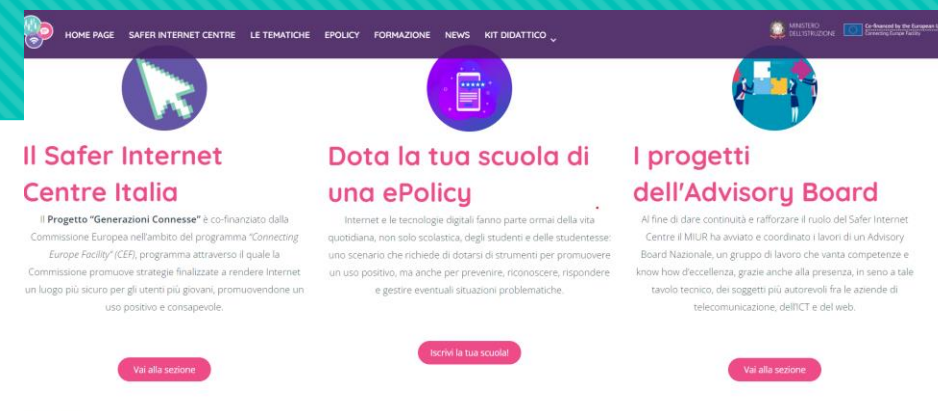 HOME PAGE SAFER INTERNET CENTRE LE TEMATICHE EPOLICY FORMAZIONE NEWS KIT DIDATTICO
MINISTERO
DELL'ISTRUZIONE
Co-financed by the European
Connecting Europe Facility
Il Safer Internet
Centre Italia
Il Progetto "Generazioni Connesse" è co-finanziato dalla
Commissione Europea nell'ambito del programma "Connecting
Europe Facility" (CEF), programma attraverso il quale la
Commissione promuove strategie finalizzate a rendere Internet
un luogo più sicuro per gli utenti più giovani, promuovendone un
uso positivo e consapevole.
Vai alla sezione
Dota la tua scuola di
una ePolicy
Internet e le tecnologie digitali fanno parte ormai della vita
quotidiana, non solo scolastica, degli studenti e delle studentesse:
uno scenario che richiede di dotarsi di strumenti per promuovere
un uso positivo, ma anche per prevenire, riconoscere, rispondere
e gestire eventuali situazioni problematiche.
Iscrivi la tua scuola!
I progetti
dell'Advisory Board
Al fine di dare continuità e rafforzare il ruolo del Safer Internet
Centre il MIUR ha avviato e coordinato i lavori di un Advisory
Board Nazionale, un gruppo di lavoro che vanta competenze e
know how d'eccellenza, grazie anche alla presenza, in seno a tale
tavolo tecnico, dei soggetti più autorevoli fra le aziende di
telecomunicazione, dell'ICT e del web.
Vai alla sezione